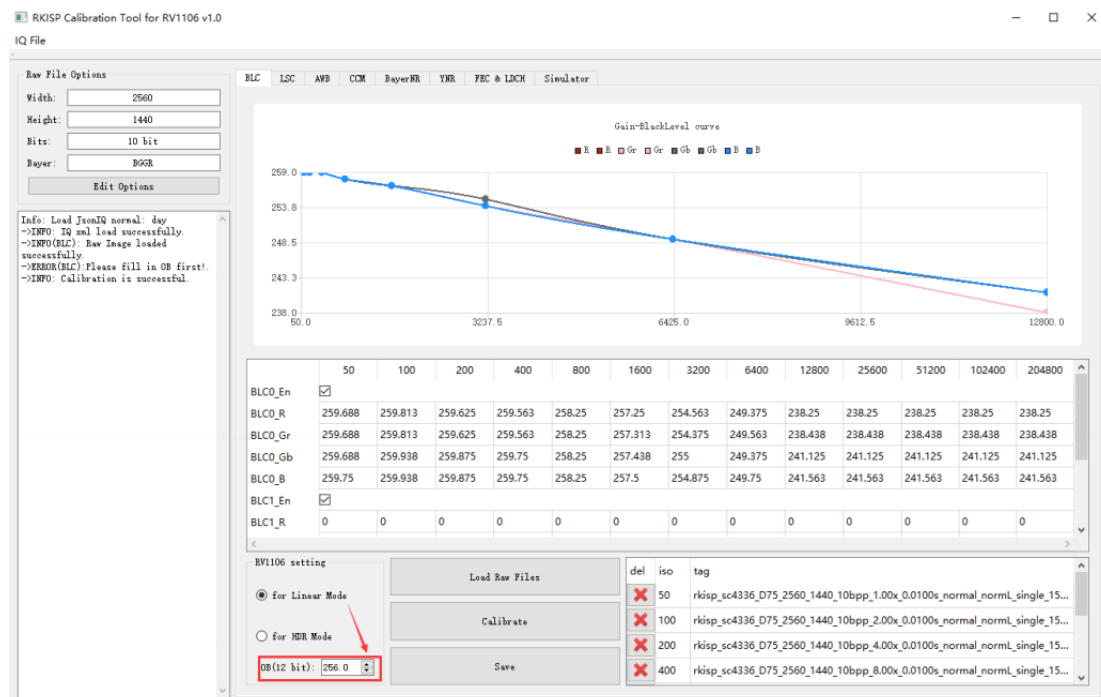 RKISP Calibration Tool for RV1106 v1.0
IQ File
Raw File Options
Width: 2560
Height: 1440
Bits: 10 bit
Bayer: BGGR
Edit Options
Info: Load JsonIQ normal: day
->INFO: IQ xml load successfully.
->INFO(BLC): Raw Image loaded
successfully.
->ERROR(BLC):Please fill in OB first!.
->INFO: Calibration is successful.
BLC LSC AWB CCM BayerNR YNR FEC & LDCH Simulator
Gain-BlackLevel curve
R R Gr Gr Gb Gb B B
259.0
253.8
248.5
243.3
238.0
50.0 3237.5 6425.0 9612.5 12800.0
50 100 200 400 800 1600 3200 6400 12800 25600 51200 102400 204800
BLC0_En
BLC0_R 259.688 259.813 259.625 259.563 258.25 257.25 254.563 249.375 238.25 238.25 238.25 238.25 238.25
BLC0_Gr 259.688 259.813 259.625 259.563 258.25 257.313 254.375 249.563 238.438 238.438 238.438 238.438 238.438
BLC0_Gb 259.688 259.938 259.875 259.75 258.25 257.438 255 249.375 241.125 241.125 241.125 241.125 241.125
BLC0_B 259.75 259.938 259.875 259.75 258.25 257.5 254.875 249.75 241.563 241.563 241.563 241.563 241.563
BLC1_En
BLC1_R 0 0 0 0 0 0 0 0 0 0 0 0 0
RV1106 setting
for Linear Mode
for HDR Mode
OB(12 bit): 256.0
Load Raw Files
Calibrate
Save
del iso tag
50 rkisp_sc4336_D75_2560_1440_10bpp_1.00x_0.0100s_normal_normL_single_15...
100 rkisp_sc4336_D75_2560_1440_10bpp_2.00x_0.0100s_normal_normL_single_15...
200 rkisp_sc4336_D75_2560_1440_10bpp_4.00x_0.0100s_normal_normL_single_15...
400 rkisp_sc4336_D75_2560_1440_10bpp_8.00x_0.0100s_normal_normL_single_15...